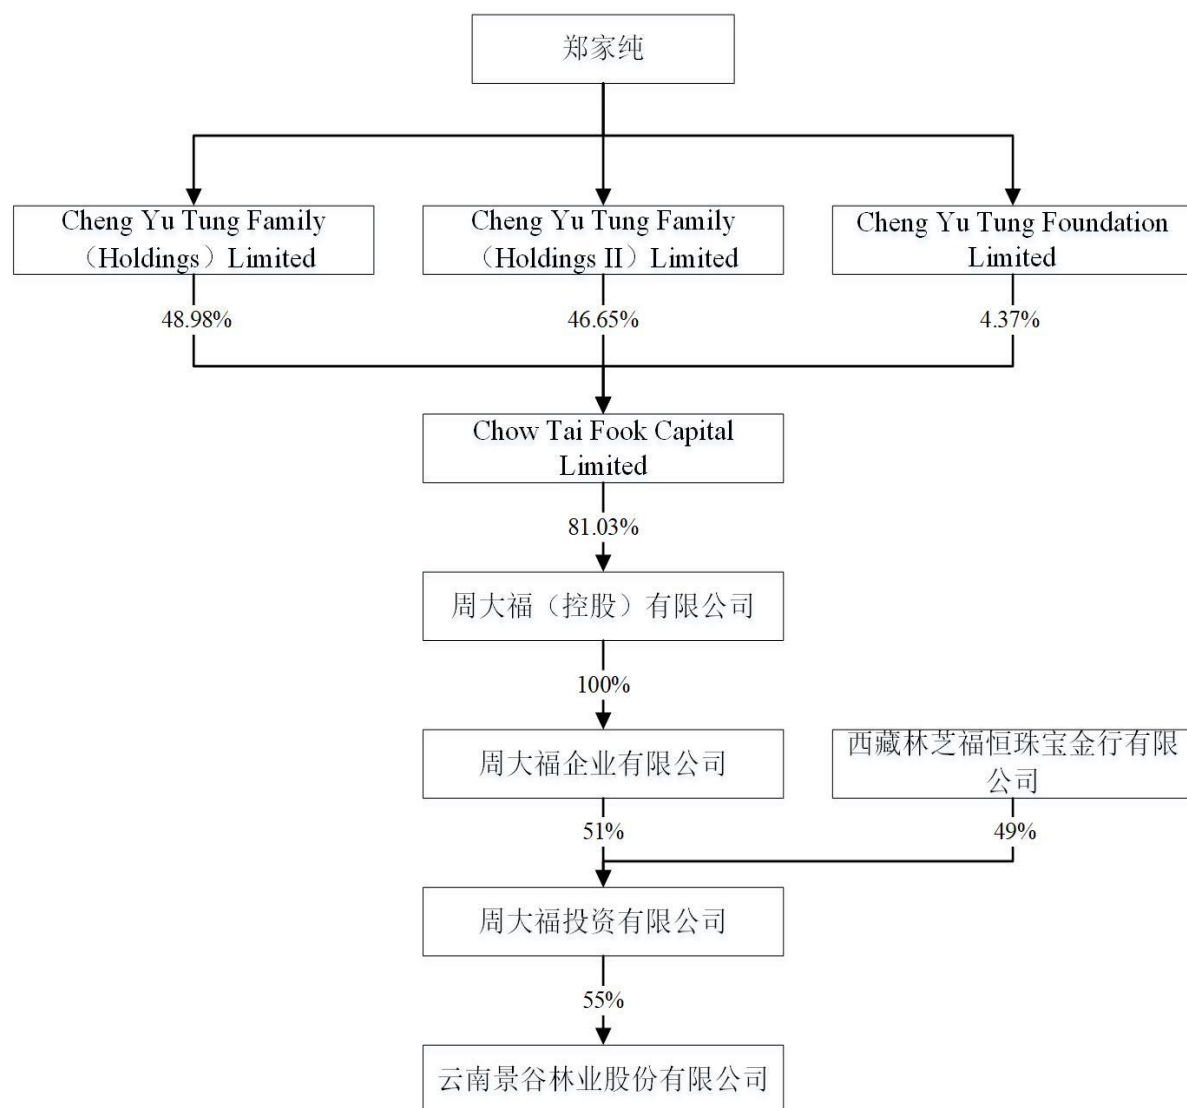 郑家纯
Cheng Yu Tung Family
（Holdings）Limited
Cheng Yu Tung Family
（Holdings II）Limited
Cheng Yu Tung Foundation
Limited
48.98%
46.65%
4.37%
Chow Tai Fook Capital
Limited
81.03%
周大福（控股）有限公司
100%
周大福企业有限公司
西藏林芝福恒珠宝金行有限
公司
51%
49%
周大福投资有限公司
55%
云南景谷林业股份有限公司